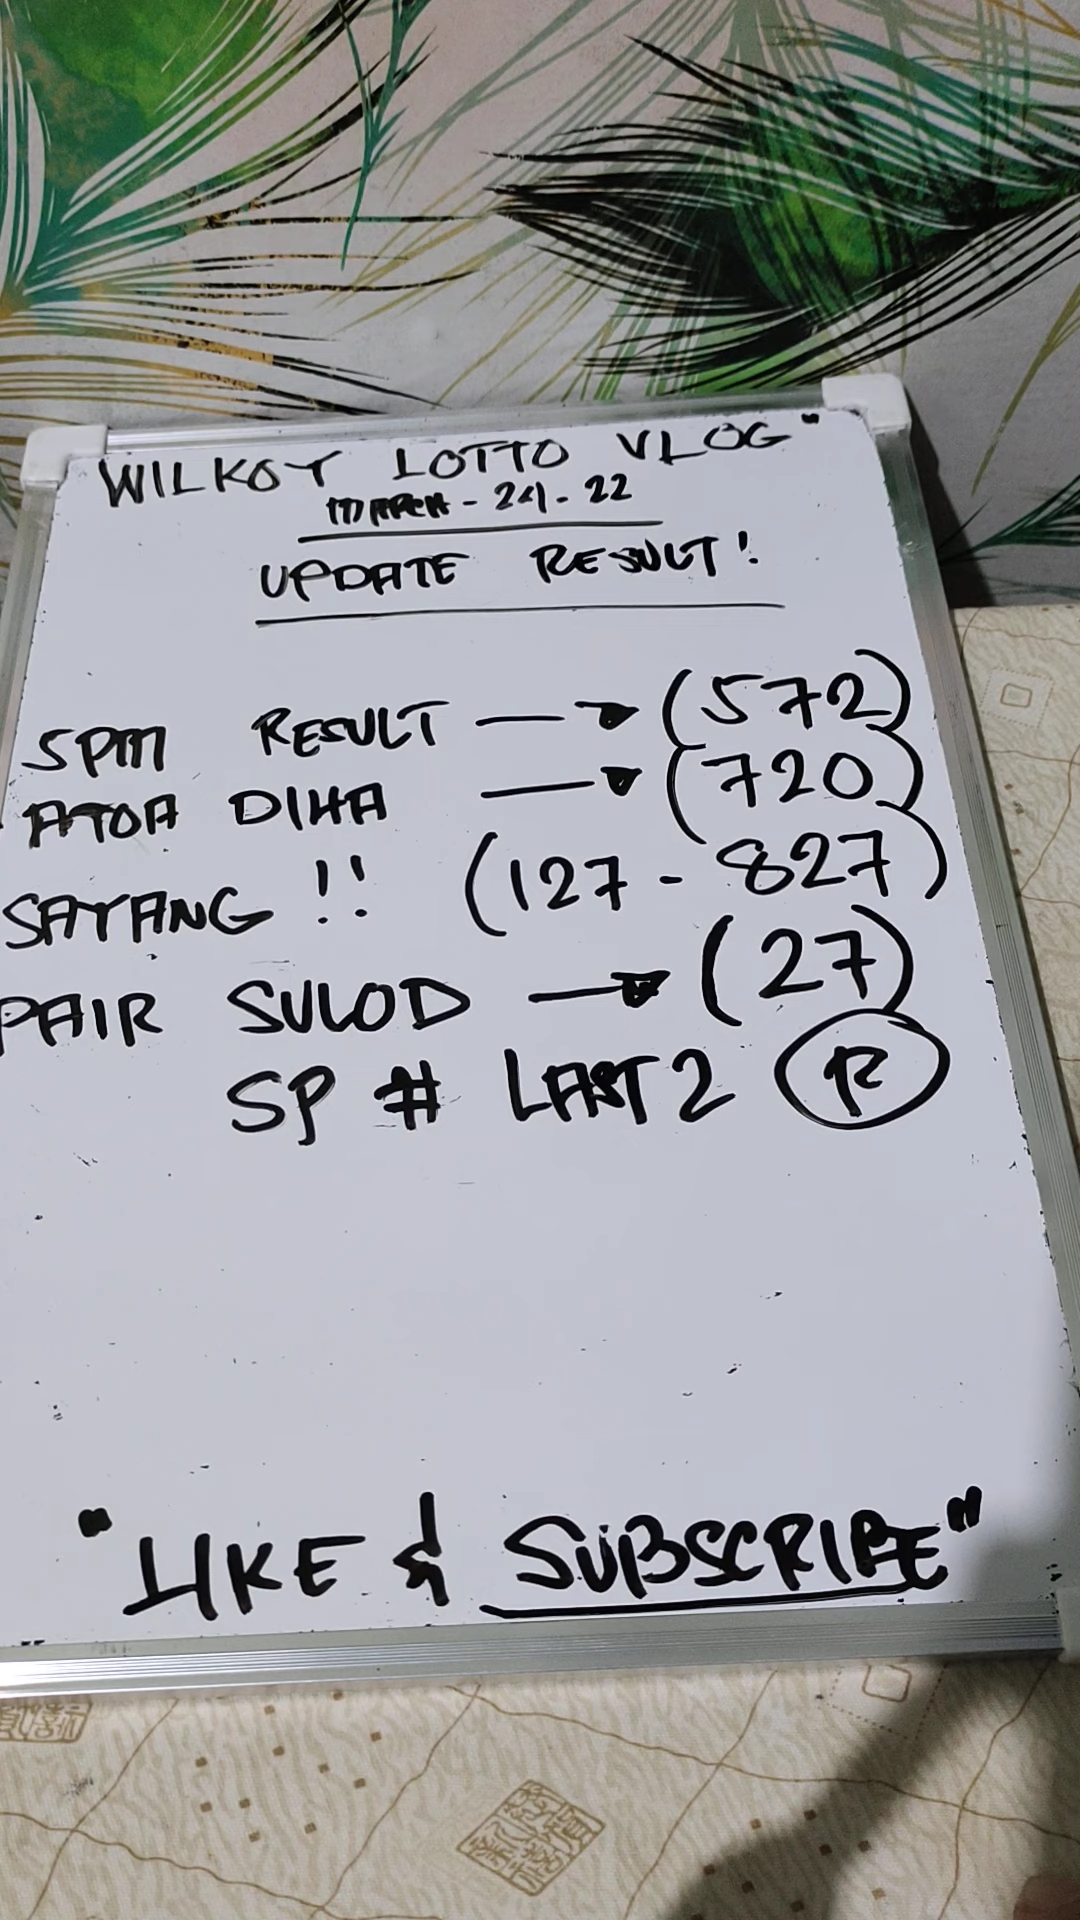 WILKOY LOTTO VLOG"
MARCH - 24 - 22
UPDATE RESULT!
5PM RESULT → (572)
ATOA DIHA → (720)
SAYANG !! (127 - 827)
PAIR SULOD → (27)
SP # LAST 2 R
"LIKE & SUBSCRIBE"